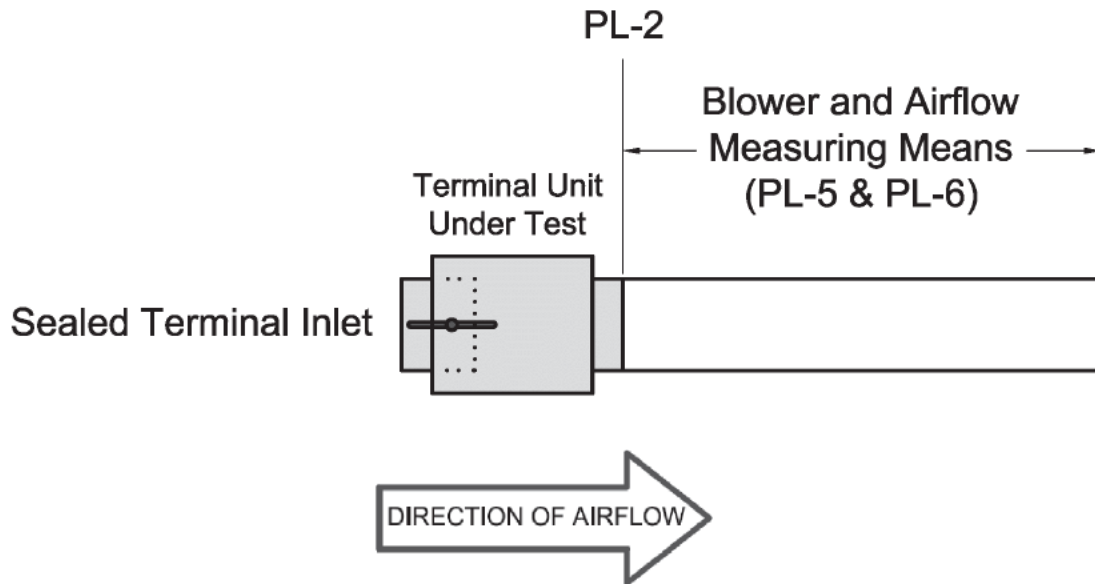 PL-2
Blower and Airflow
Measuring Means
(PL-5 & PL-6)
Terminal Unit
Under Test
Sealed Terminal Inlet
DIRECTION OF AIRFLOW